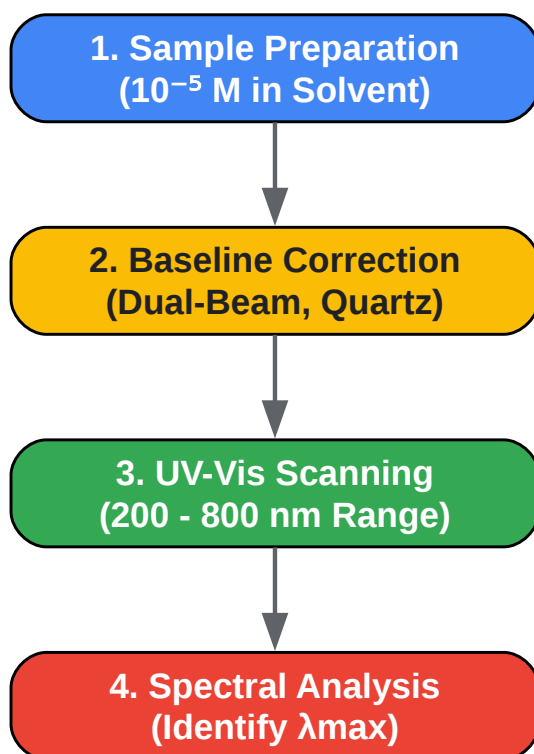 1. Sample Preparation
(10⁻⁵ M in Solvent)
2. Baseline Correction
(Dual-Beam, Quartz)
3. UV-Vis Scanning
(200 - 800 nm Range)
4. Spectral Analysis
(Identify λmax)